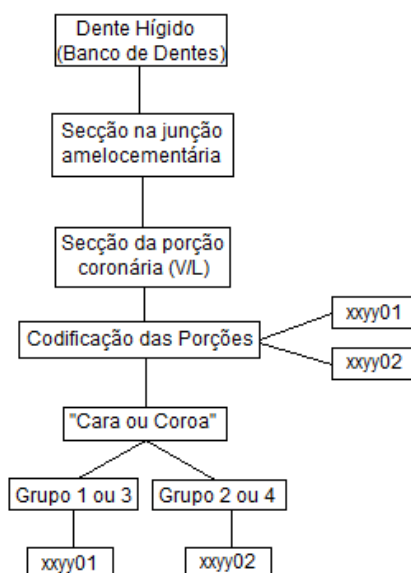 Dente Hígido
(Banco de Dentes)
Secção na junção
amelocementária
Secção da porção
coronária (V/L)
Codificação das Porções
xxyy01
xxyy02
"Cara ou Coroa"
Grupo 1 ou 3
Grupo 2 ou 4
xxyy01
xxyy02